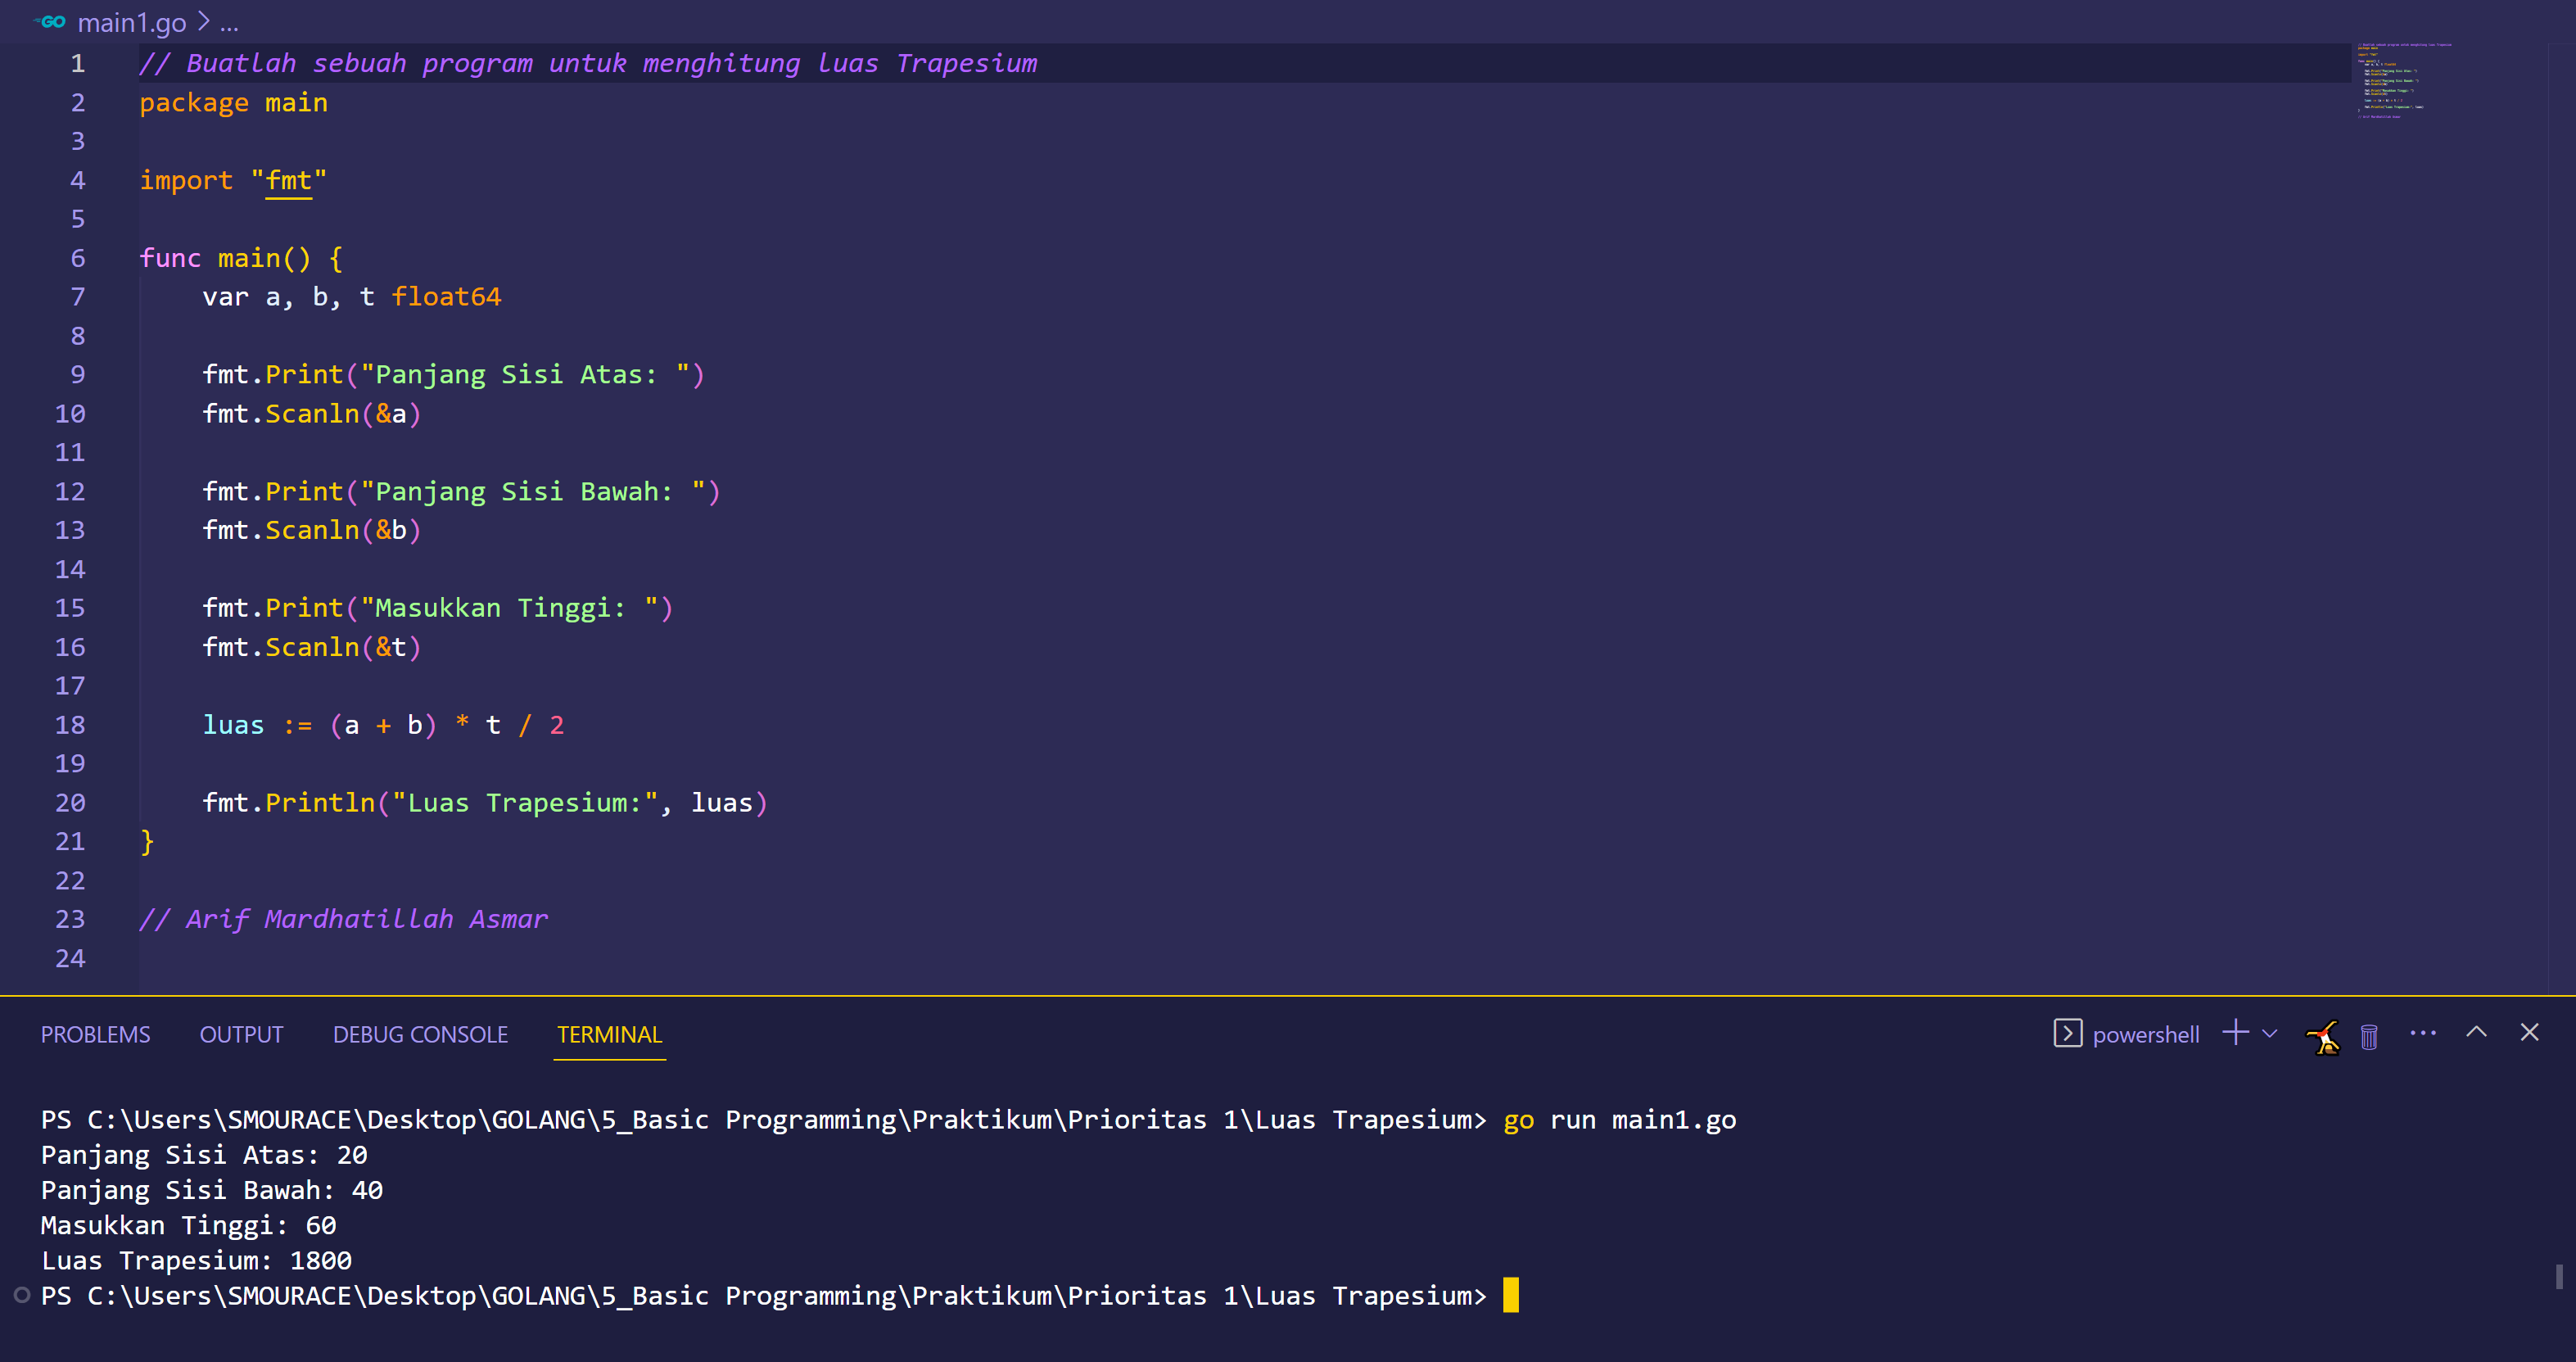 GO main1.go > ...
1 // Buatlah sebuah program untuk menghitung luas Trapesium
2 package main
3
4 import "fmt"
5
6 func main() {
7 var a, b, t float64
8
9 fmt.Print("Panjang Sisi Atas: ")
10 fmt.Scanln(&a)
11
12 fmt.Print("Panjang Sisi Bawah: ")
13 fmt.Scanln(&b)
14
15 fmt.Print("Masukkan Tinggi: ")
16 fmt.Scanln(&t)
17
18 luas := (a + b) * t / 2
19
20 fmt.Println("Luas Trapesium:", luas)
21 }
22
23 // Arif Mardhatillah Asmar
24
PROBLEMS OUTPUT DEBUG CONSOLE TERMINAL powershell
PS C:\Users\SMOURACE\Desktop\GOLANG\5_Basic Programming\Praktikum\Prioritas 1\Luas Trapesium> go run main1.go
Panjang Sisi Atas: 20
Panjang Sisi Bawah: 40
Masukkan Tinggi: 60
Luas Trapesium: 1800
PS C:\Users\SMOURACE\Desktop\GOLANG\5_Basic Programming\Praktikum\Prioritas 1\Luas Trapesium>